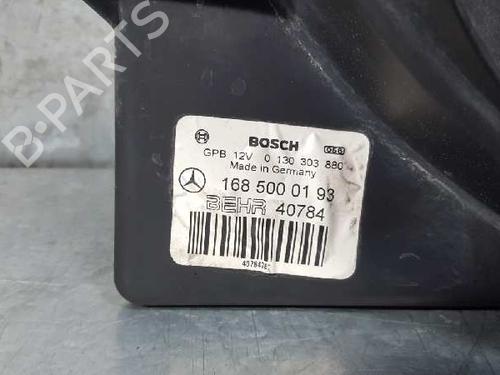 B-PARTS
BOSCH
GPB 12V 0 130 303 880
Made in Germany
168 500 01 93
BEHR 40784